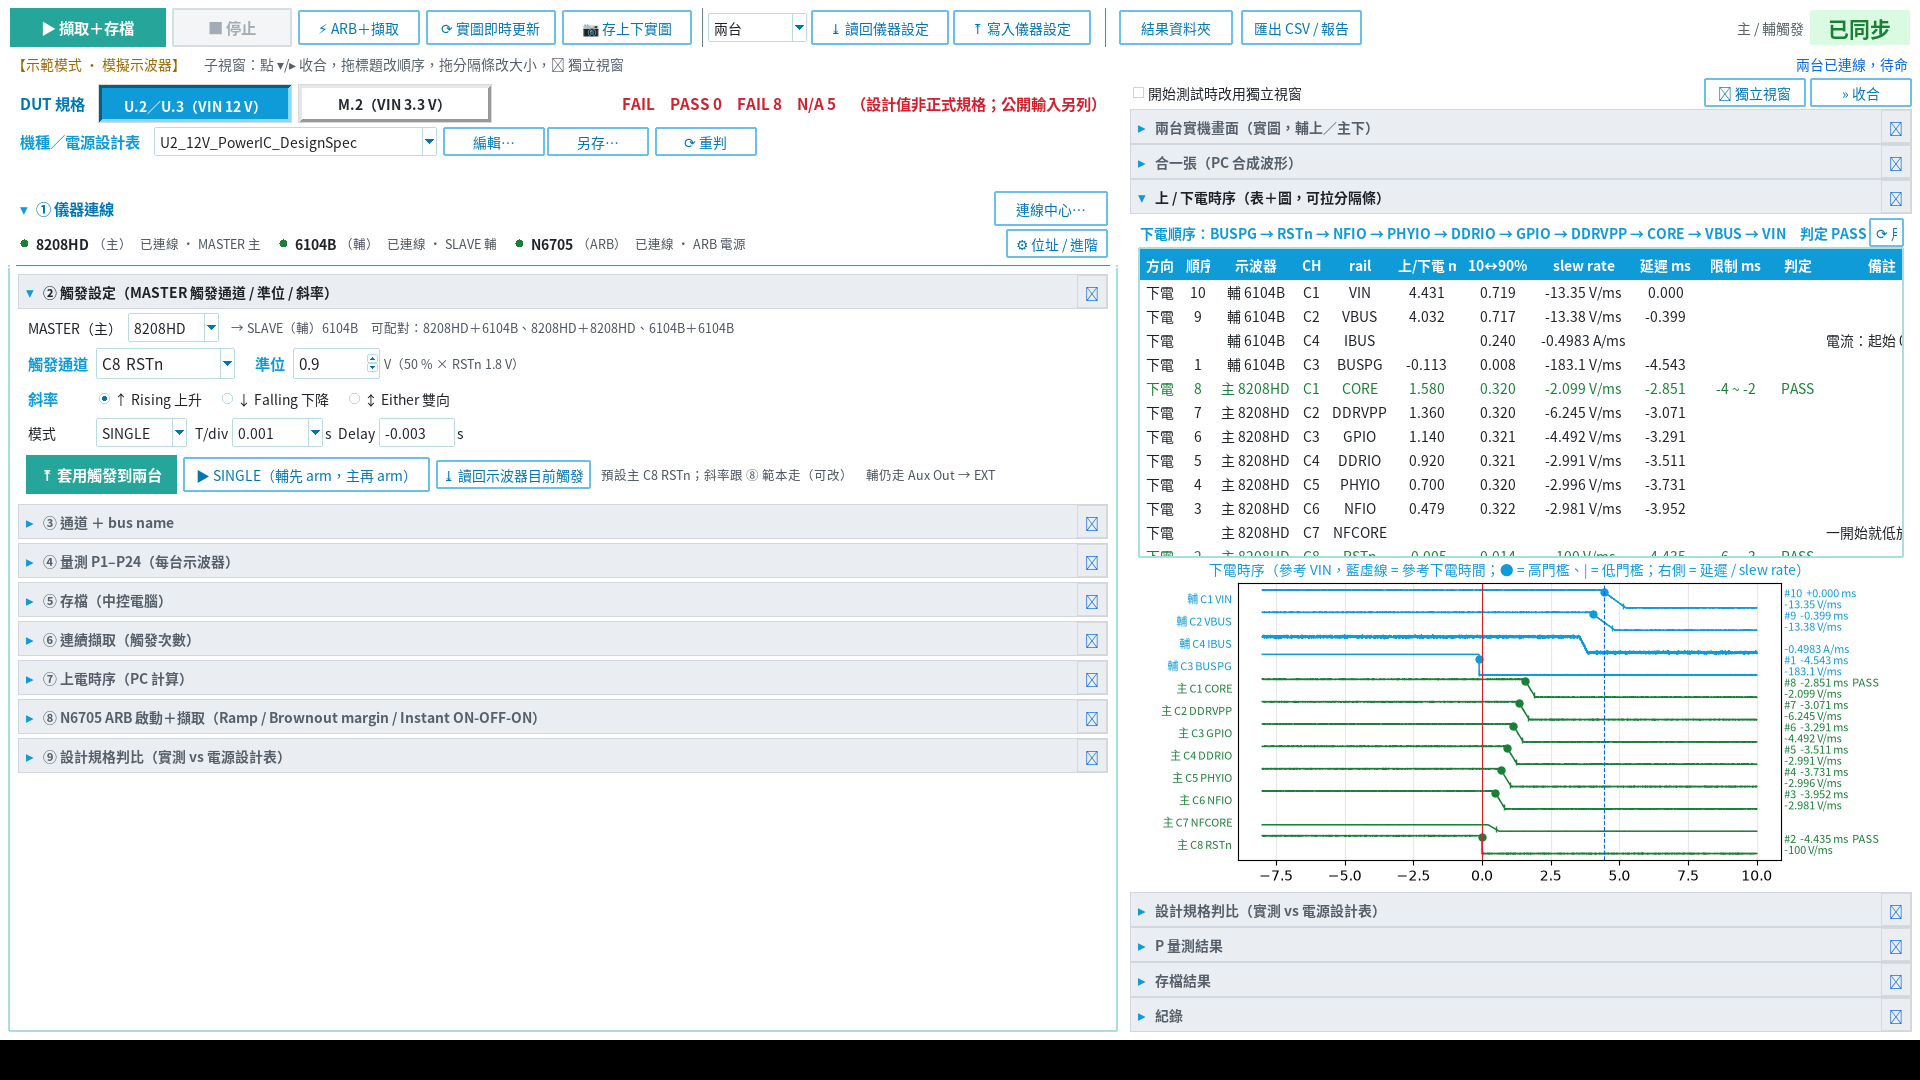 ▶ 擷取＋存檔 ■ 停止 ⚡ ARB＋擷取 ⟳ 實圖即時更新 📷 存上下實圖 兩台 ⤓ 讀回儀器設定 ⤒ 寫入儀器設定 結果資料夾 匯出 CSV / 報告 主 / 輔觸發 已同步
【示範模式 · 模擬示波器】 子視窗：點 ▾/▸ 收合，拖標題改順序，拖分隔條改大小， 獨立視窗 兩台已連線，待命
DUT 規格 U.2／U.3（VIN 12 V） M.2（VIN 3.3 V） FAIL PASS 0 FAIL 8 N/A 5 （設計值非正式規格；公開輸入另列）
機種／電源設計表 U2_12V_PowerIC_DesignSpec 編輯… 另存… ⟳ 重判
▼ ① 儀器連線 連線中心…
8208HD （主） 已連線 · MASTER 主 6104B （輔） 已連線 · SLAVE 輔 N6705 （ARB） 已連線 · ARB 電源 ⚙ 位址 / 進階
▼ ② 觸發設定（MASTER 觸發通道 / 準位 / 斜率）
MASTER（主） 8208HD → SLAVE（輔）6104B 可配對：8208HD＋6104B、8208HD＋8208HD、6104B＋6104B
觸發通道 C8 RSTn 準位 0.9 V（50 % × RSTn 1.8 V）
斜率 ↑ Rising 上升 ↓ Falling 下降 ↕ Either 雙向
模式 SINGLE T/div 0.001 s Delay -0.003 s
⤒ 套用觸發到兩台 ▶ SINGLE（輔先 arm，主再 arm） ⤓ 讀回示波器目前觸發 預設主 C8 RSTn；斜率跟 ⑧ 範本走（可改） 輔仍走 Aux Out → EXT
▶ ③ 通道 ＋ bus name
▶ ④ 量測 P1–P24（每台示波器）
▶ ⑤ 存檔（中控電腦）
▶ ⑥ 連續擷取（觸發次數）
▶ ⑦ 上電時序（PC 計算）
▶ ⑧ N6705 ARB 啟動＋擷取（Ramp / Brownout margin / Instant ON-OFF-ON）
▶ ⑨ 設計規格判比（實測 vs 電源設計表）
開始測試時改用獨立視窗 獨立視窗 » 收合
▶ 兩台實機畫面（實圖，輔上／主下）
▶ 合一張（PC 合成波形）
▼ 上 / 下電時序（表＋圖，可拉分隔條）
下電順序：BUSPG → RSTn → NFIO → PHYIO → DDRIO → GPIO → DDRVPP → CORE → VBUS → VIN 判定 PASS ⟳
方向 順序 示波器 CH rail 上/下電 n 10↔90% slew rate 延遲 ms 限制 ms 判定 備註
下電 10 輔 6104B C1 VIN 4.431 0.719 -13.35 V/ms 0.000
下電 9 輔 6104B C2 VBUS 4.032 0.717 -13.38 V/ms -0.399
下電 輔 6104B C4 IBUS 0.240 -0.4983 A/ms 電流：起始
下電 1 輔 6104B C3 BUSPG -0.113 0.008 -183.1 V/ms -4.543
下電 8 主 8208HD C1 CORE 1.580 0.320 -2.099 V/ms -2.851 -4 ~ -2 PASS
下電 7 主 8208HD C2 DDRVPP 1.360 0.320 -6.245 V/ms -3.071
下電 6 主 8208HD C3 GPIO 1.140 0.321 -4.492 V/ms -3.291
下電 5 主 8208HD C4 DDRIO 0.920 0.321 -2.991 V/ms -3.511
下電 4 主 8208HD C5 PHYIO 0.700 0.320 -2.996 V/ms -3.731
下電 3 主 8208HD C6 NFIO 0.479 0.322 -2.981 V/ms -3.952
下電 主 8208HD C7 NFCORE 一開始就低於
下電 2 主 8208HD C8 RSTn -0.005 0.014 -100 V/ms -4.435 -6 ~ -3 PASS
下電時序（參考 VIN，藍虛線 = 參考下電時間；● = 高門檻、| = 低門檻；右側 = 延遲 / slew rate）
輔 C1 VIN #10 +0.000 ms
-13.35 V/ms
輔 C2 VBUS #9 -0.399 ms
-13.38 V/ms
輔 C4 IBUS -0.4983 A/ms
輔 C3 BUSPG #1 -4.543 ms
-183.1 V/ms
主 C1 CORE #8 -2.851 ms PASS
-2.099 V/ms
主 C2 DDRVPP #7 -3.071 ms
-6.245 V/ms
主 C3 GPIO #6 -3.291 ms
-4.492 V/ms
主 C4 DDRIO #5 -3.511 ms
-2.991 V/ms
主 C5 PHYIO #4 -3.731 ms
-2.996 V/ms
主 C6 NFIO #3 -3.952 ms
-2.981 V/ms
主 C7 NFCORE
主 C8 RSTn #2 -4.435 ms PASS
-100 V/ms
−7.5 −5.0 −2.5 0.0 2.5 5.0 7.5 10.0
▶ 設計規格判比（實測 vs 電源設計表）
▶ P 量測結果
▶ 存檔結果
▶ 紀錄